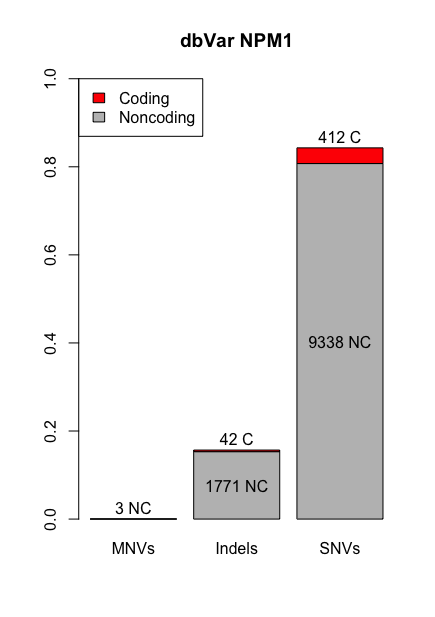 dbVar NPM1
1.0
0.8
0.6
0.4
0.2
0.0
Coding
Noncoding
412 C
9338 NC
42 C
1771 NC
3 NC
MNVs Indels SNVs